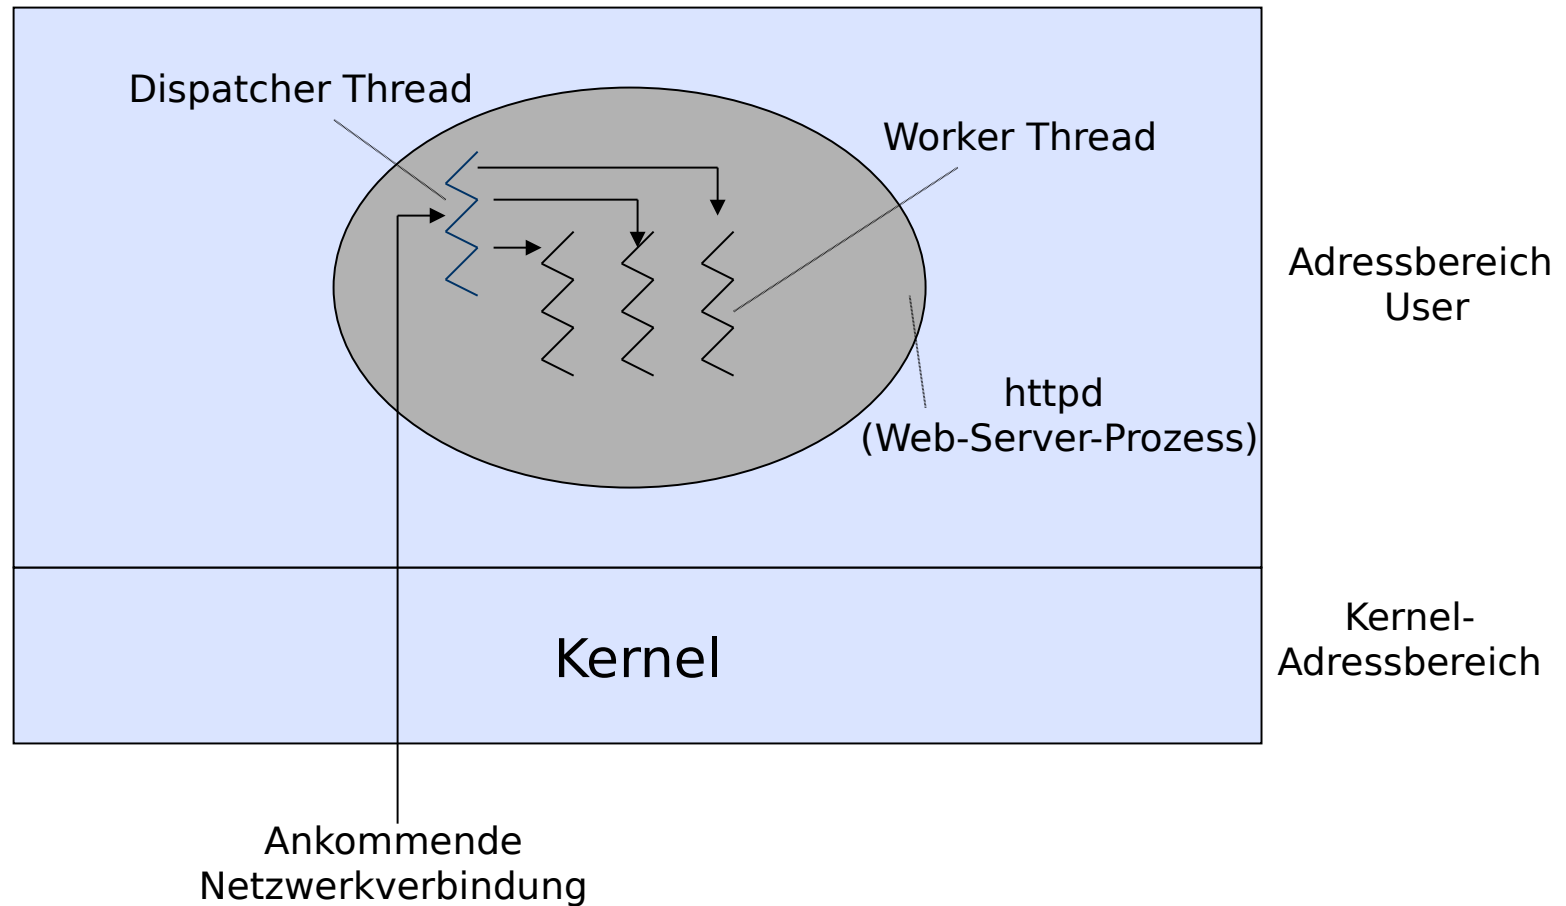 Dispatcher Thread
Worker Thread
Adressbereich
User
httpd
(Web-Server-Prozess)
Kernel
Kernel-
Adressbereich
Ankommende
Netzwerkverbindung